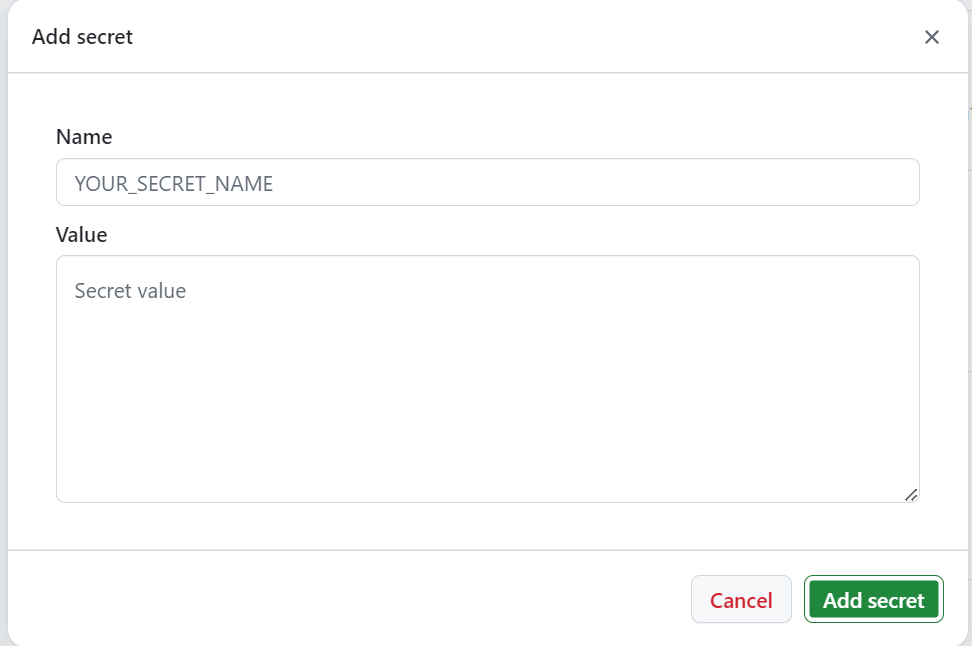 Add secret
Name
YOUR_SECRET_NAME
Value
Secret value
Cancel
Add secret